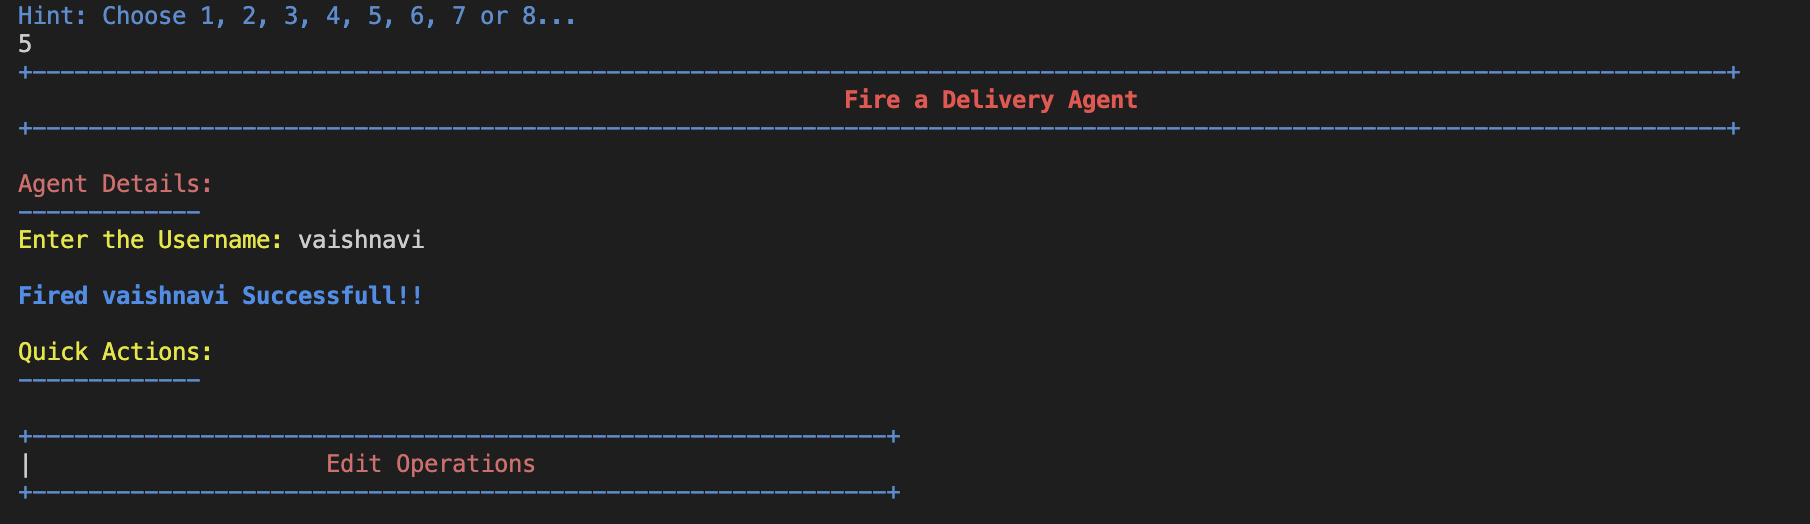 Hint: Choose 1, 2, 3, 4, 5, 6, 7 or 8...
5
+-------------------------------------------------------------------------------------------------------------------------+
Fire a Delivery Agent
+-------------------------------------------------------------------------------------------------------------------------+
Agent Details:
-------------
Enter the Username: vaishnavi
Fired vaishnavi Successfull!!
Quick Actions:
-------------
+-------------------------------------------------------------+
| Edit Operations
+-------------------------------------------------------------+